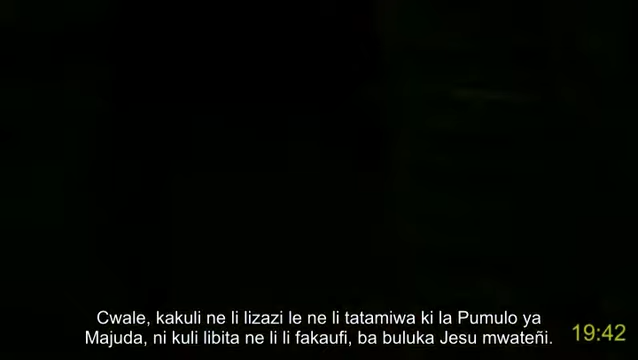 Cwale, kakuli ne li lizazi le ne li tatamiwa ki la Pumulo ya
Majuda, ni kuli libita ne li li fakaufi, ba buluka Jesu mwateñi.
19:42